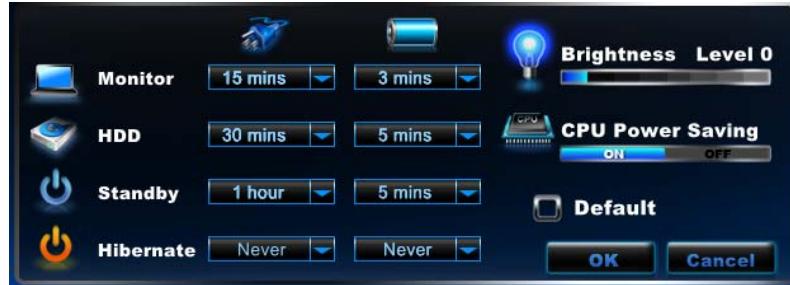 Brightness Level 0
Monitor 15 mins 3 mins
CPU
HDD 30 mins 5 mins CPU Power Saving
ON OFF
Standby 1 hour 5 mins
Default
Hibernate Never Never
OK Cancel